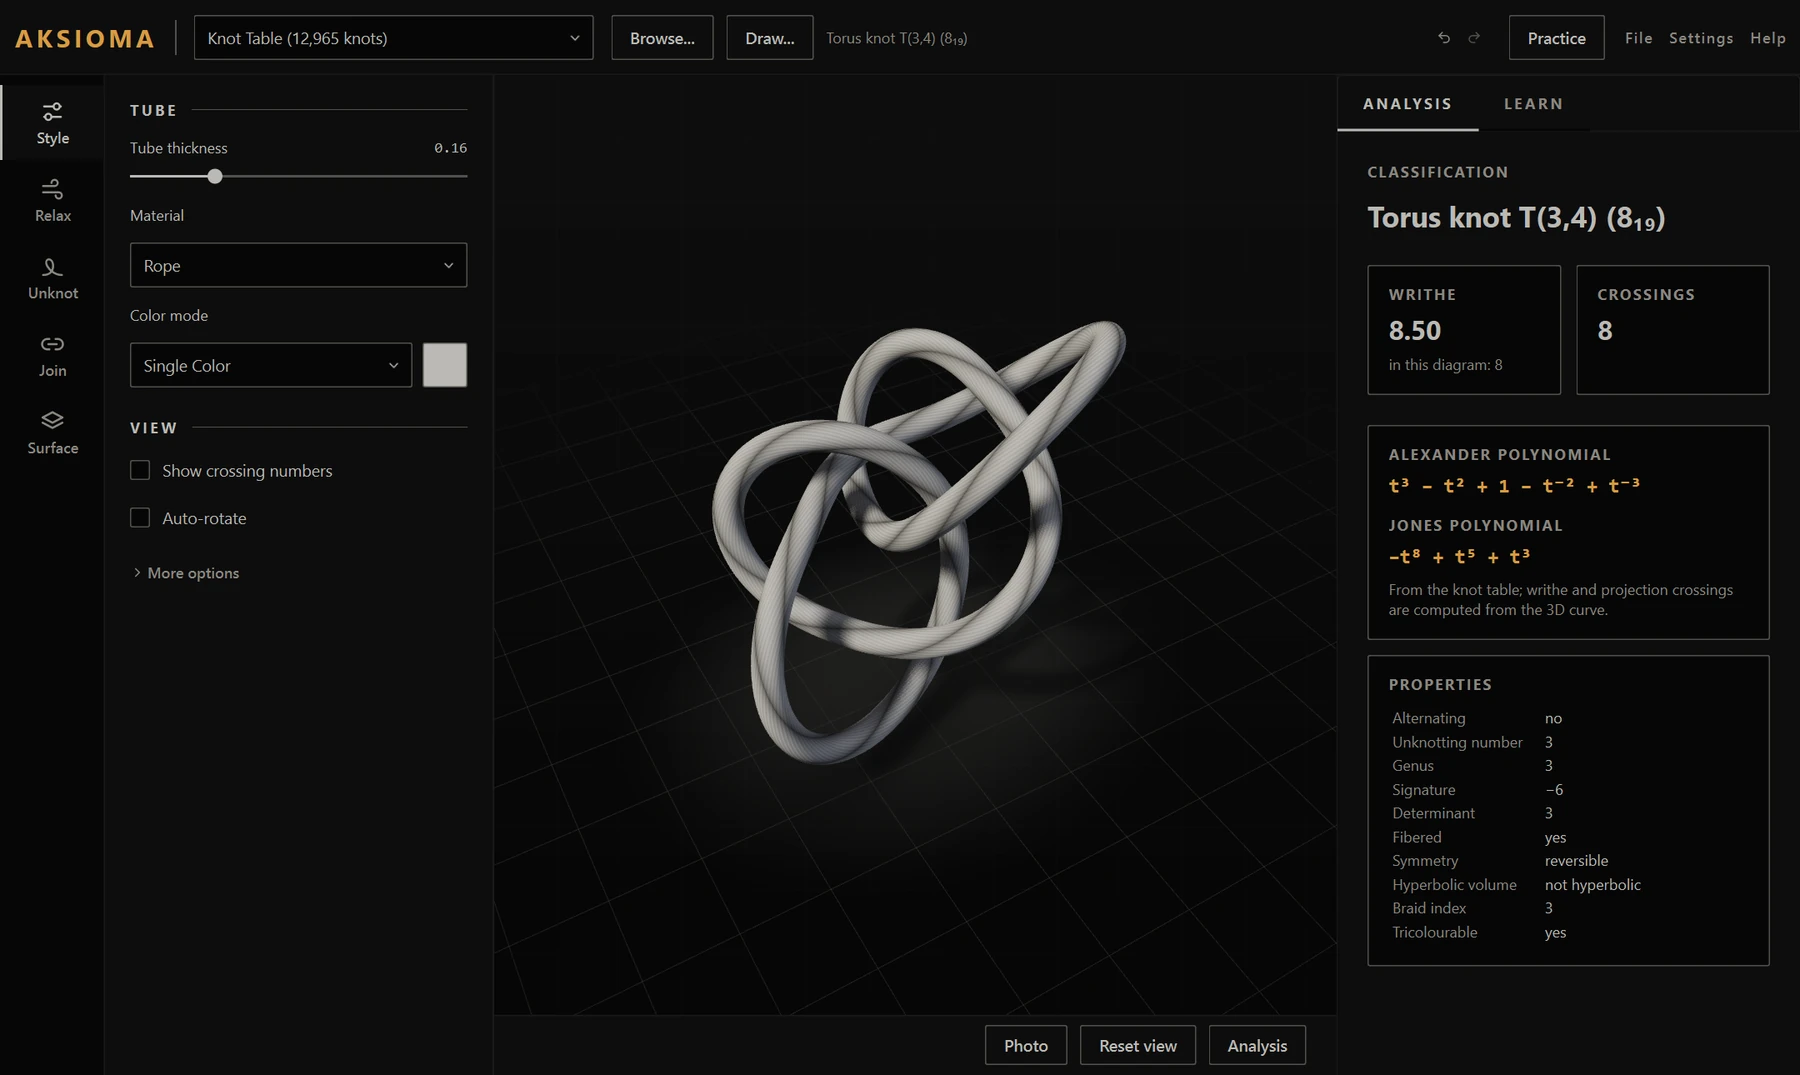 AKSIOMA
Knot Table (12,965 knots)
Browse...
Draw...
Torus knot T(3,4) (8₁₉)
Practice
File
Settings
Help
Style
Relax
Unknot
Join
Surface
TUBE
Tube thickness 0.16
Material
Rope
Color mode
Single Color
VIEW
Show crossing numbers
Auto-rotate
More options
Photo
Reset view
Analysis
ANALYSIS
LEARN
CLASSIFICATION
Torus knot T(3,4) (8₁₉)
WRITHE
8.50
in this diagram: 8
CROSSINGS
8
ALEXANDER POLYNOMIAL
t³ − t² + 1 − t⁻² + t⁻³
JONES POLYNOMIAL
−t⁸ + t⁵ + t³
From the knot table; writhe and projection crossings
are computed from the 3D curve.
PROPERTIES
Alternating no
Unknotting number 3
Genus 3
Signature −6
Determinant 3
Fibered yes
Symmetry reversible
Hyperbolic volume not hyperbolic
Braid index 3
Tricolourable yes